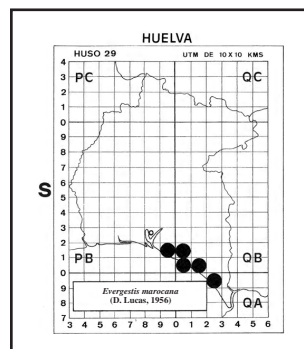 HUELVA
HUSO 29 UTM DE 10 X 10 KMS
PC QC
4
3
2
1
0
9
8
7
6
5
S
4
3
2
1
PB QB
0
9
Evergestis marocana
(D. Lucas, 1956)
8
QA
7
3 4 5 6 7 8 9 0 1 2 3 4 5 6